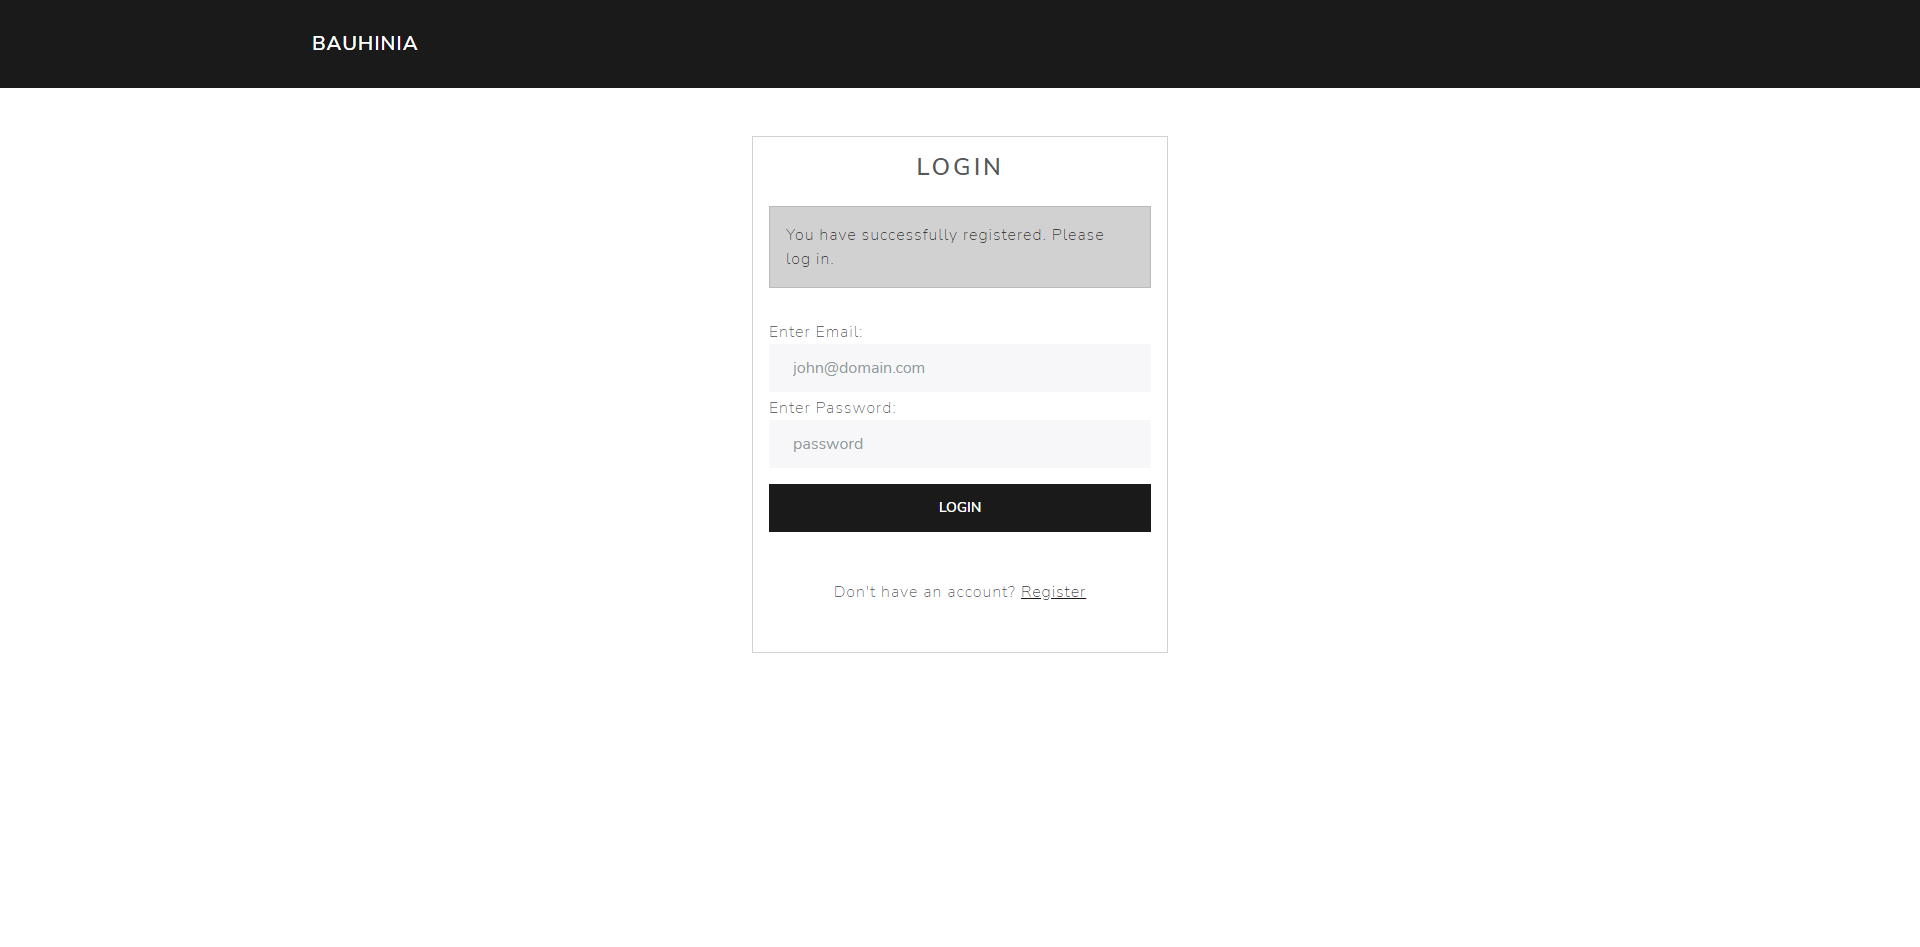 BAUHINIA
LOGIN
You have successfully registered. Please
log in.
Enter Email:
john@domain.com
Enter Password:
password
LOGIN
Don't have an account? Register